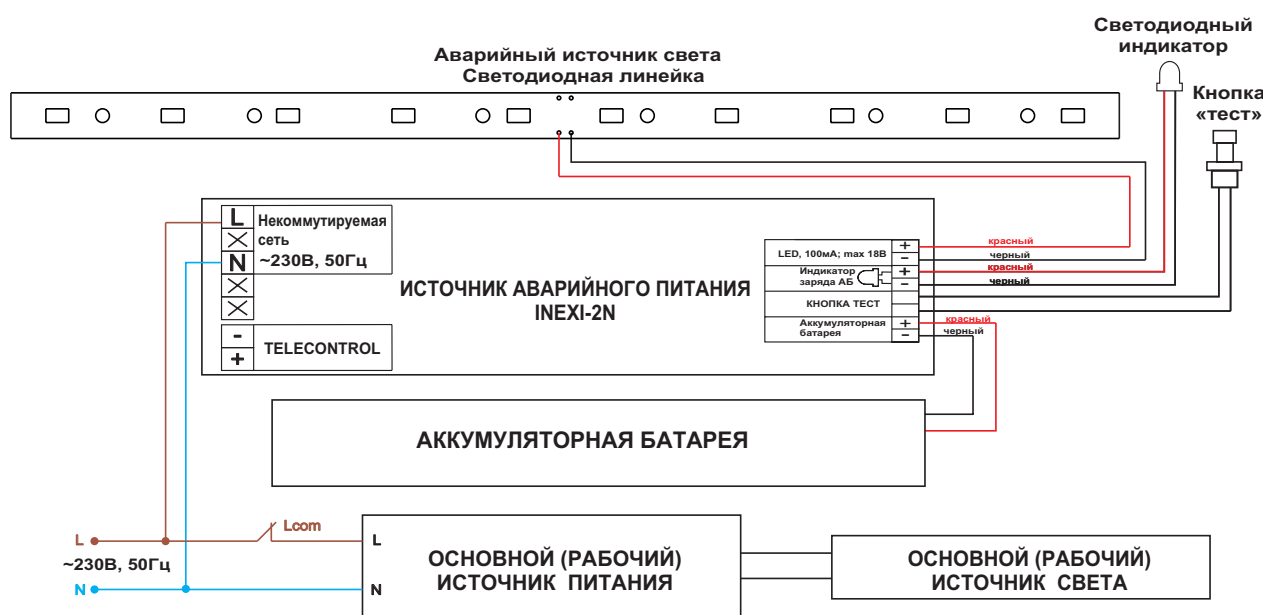 Светодиодный
индикатор
Аварийный источник света
Светодиодная линейка
Кнопка
«тест»
L
Некоммутируемая
сеть
N
~230В, 50Гц
ИСТОЧНИК АВАРИЙНОГО ПИТАНИЯ
INEXI-2N
-
+
TELECONTROL
LED, 100мА; max 18В
+
−
красный
черный
Индикатор
заряда АБ
+
−
красный
черный
КНОПКА ТЕСТ
Аккумуляторная
батарея
+
−
красный
черный
АККУМУЛЯТОРНАЯ БАТАРЕЯ
L
Lcom
~230В, 50Гц
N
L
N
ОСНОВНОЙ (РАБОЧИЙ)
ИСТОЧНИК ПИТАНИЯ
ОСНОВНОЙ (РАБОЧИЙ)
ИСТОЧНИК СВЕТА